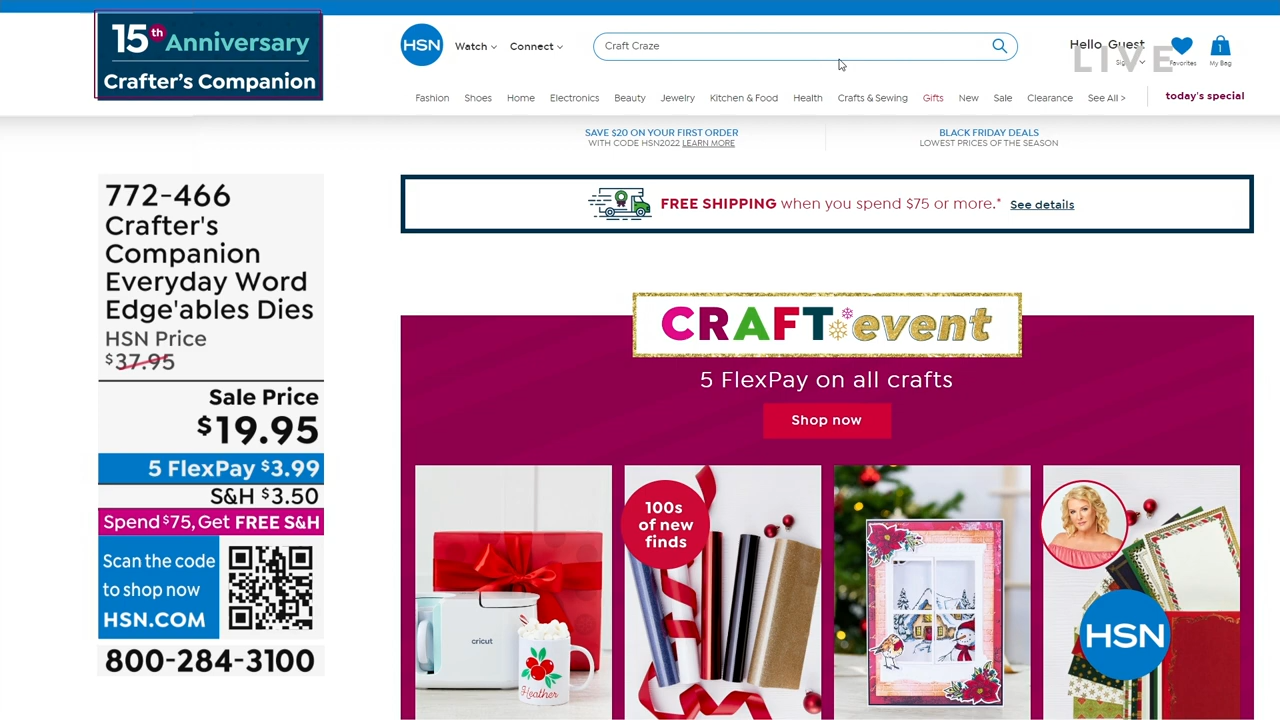 15th Anniversary
Crafter's Companion
HSN
Watch
Connect
Craft Craze
Hello, Guest
LIVE
Favorites
1
My Bag
Fashion
Shoes
Home
Electronics
Beauty
Jewelry
Kitchen & Food
Health
Crafts & Sewing
Gifts
New
Sale
Clearance
See All >
today's special
SAVE $20 ON YOUR FIRST ORDER
WITH CODE HSN2022 LEARN MORE
BLACK FRIDAY DEALS
LOWEST PRICES OF THE SEASON
FREE SHIPPING when you spend $75 or more.* See details
772-466
Crafter's
Companion
Everyday Word
Edge'ables Dies
HSN Price
$37.95
Sale Price
$19.95
5 FlexPay $3.99
S&H $3.50
Spend $75, Get FREE S&H
Scan the code
to shop now
HSN.COM
800-284-3100
CRAFT event
5 FlexPay on all crafts
Shop now
cricut
Heather
100s
of new
finds
HSN